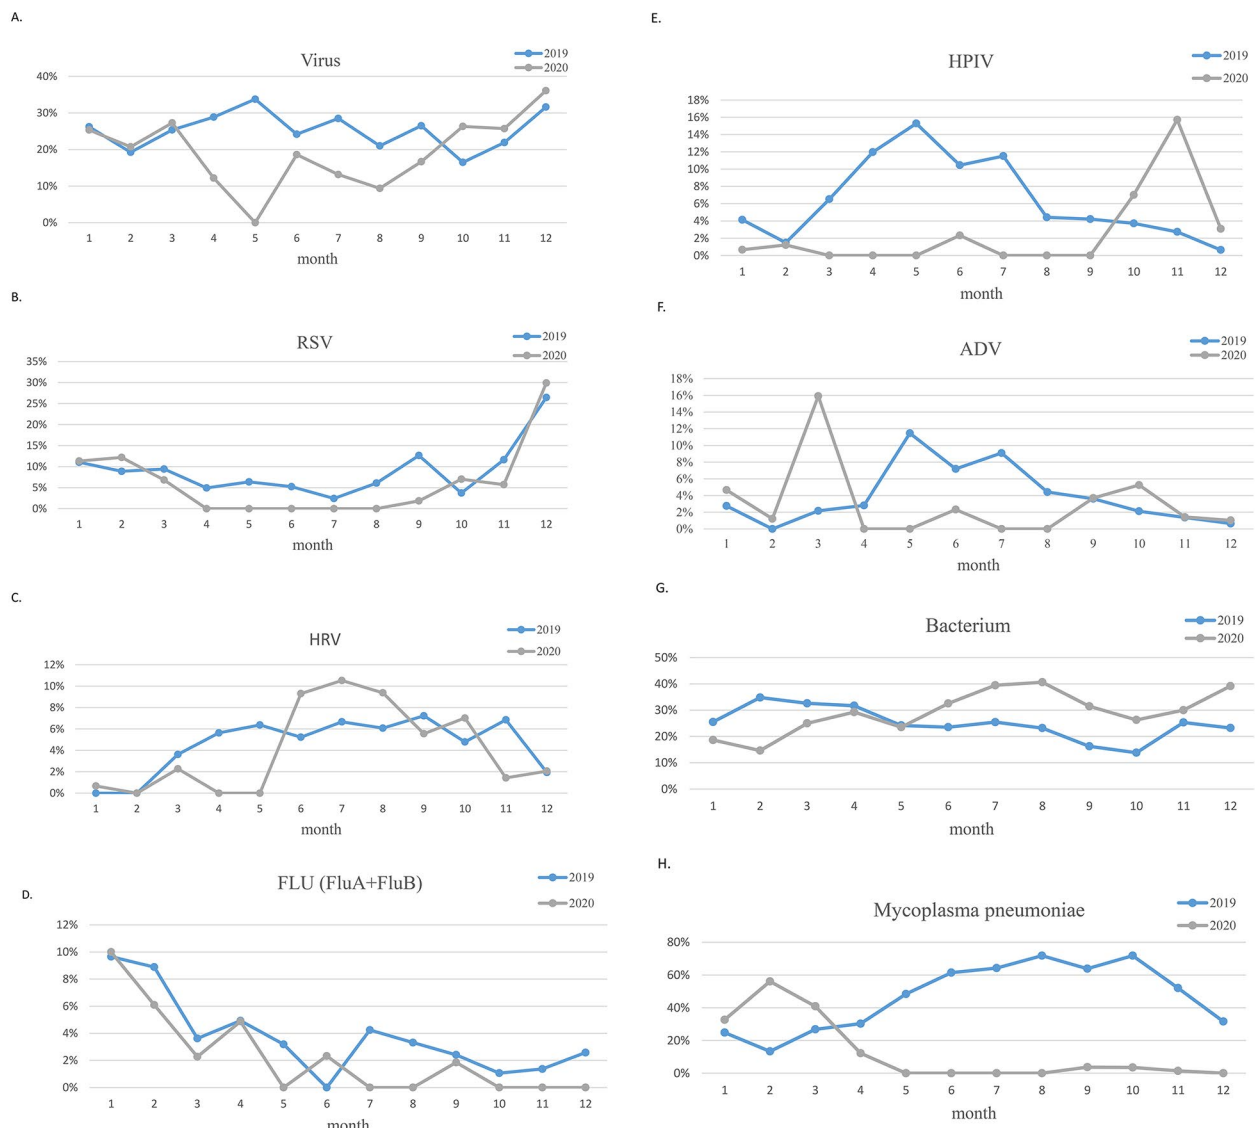 A.
Virus
2019
2020
40%
30%
20%
10%
0%
1 2 3 4 5 6 7 8 9 10 11 12
month
B.
RSV
2019
2020
35%
30%
25%
20%
15%
10%
5%
0%
1 2 3 4 5 6 7 8 9 10 11 12
month
C.
HRV
2019
2020
12%
10%
8%
6%
4%
2%
0%
1 2 3 4 5 6 7 8 9 10 11 12
month
D.
FLU (FluA+FluB)
2019
2020
12%
10%
8%
6%
4%
2%
0%
1 2 3 4 5 6 7 8 9 10 11 12
month
E.
HPIV
2019
2020
18%
16%
14%
12%
10%
8%
6%
4%
2%
0%
1 2 3 4 5 6 7 8 9 10 11 12
month
F.
ADV
2019
2020
18%
16%
14%
12%
10%
8%
6%
4%
2%
0%
1 2 3 4 5 6 7 8 9 10 11 12
month
G.
Bacterium
2019
2020
50%
40%
30%
20%
10%
0%
1 2 3 4 5 6 7 8 9 10 11 12
month
H.
Mycoplasma pneumoniae
2019
2020
80%
60%
40%
20%
0%
1 2 3 4 5 6 7 8 9 10 11 12
month